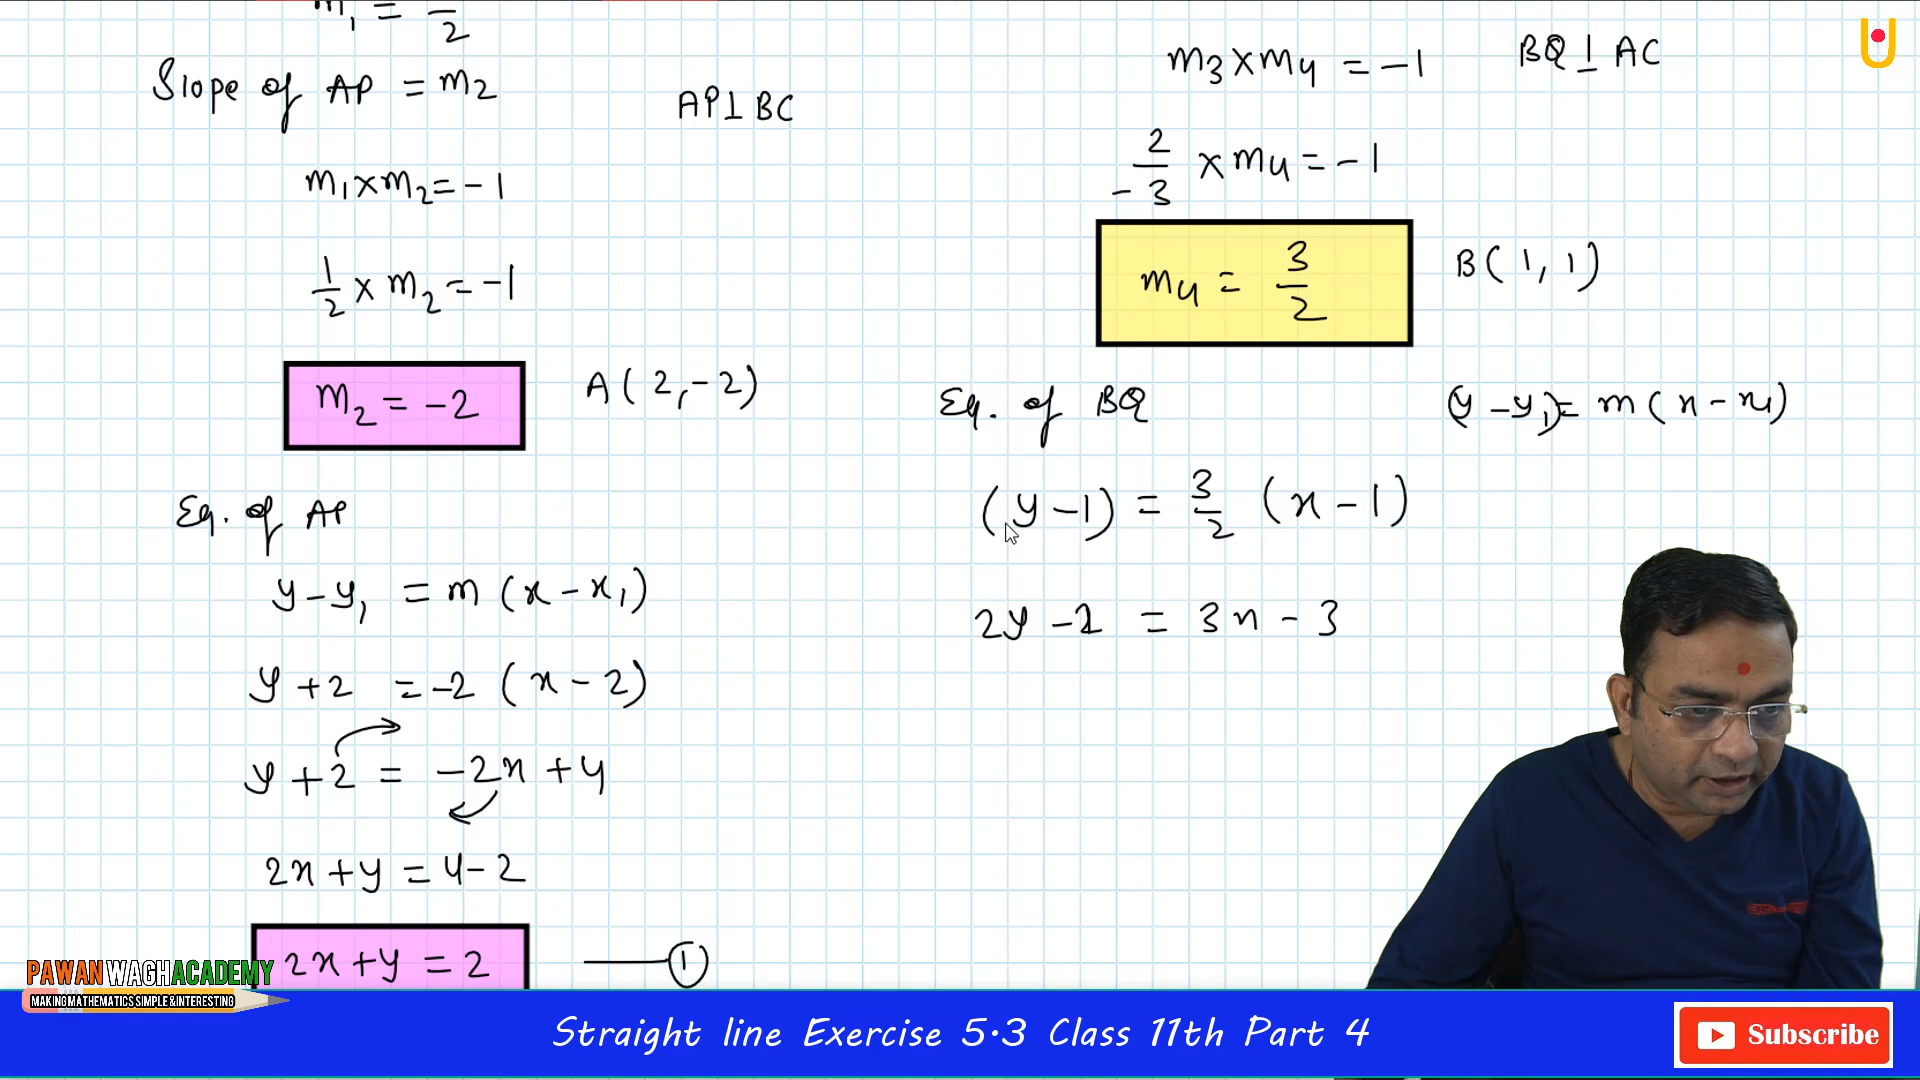 m₁ = — 2
Slope of AP = m₂
AP⊥BC
m₁×m₂=-1
1/2 × m₂ = -1
m₂ = -2
A(2,-2)
Eq. of AP
y-y₁ = m(x-x₁)
y+2 = -2(x-2)
y+2 = -2x+4
2x+y=4-2
2x+y=2 —①
m₃×m₄ = -1
BQ⊥AC
2/-3 × m₄ = -1
m₄ = 3/2
B(1,1)
Eq. of BQ
(y-y₁)= m(x-x₁)
(y-1) = 3/2 (x-1)
2y-2 = 3x-3
PAWAN WAGH ACADEMY
MAKING MATHEMATICS SIMPLE & INTERESTING
Straight line Exercise 5.3 Class 11th Part 4
Subscribe